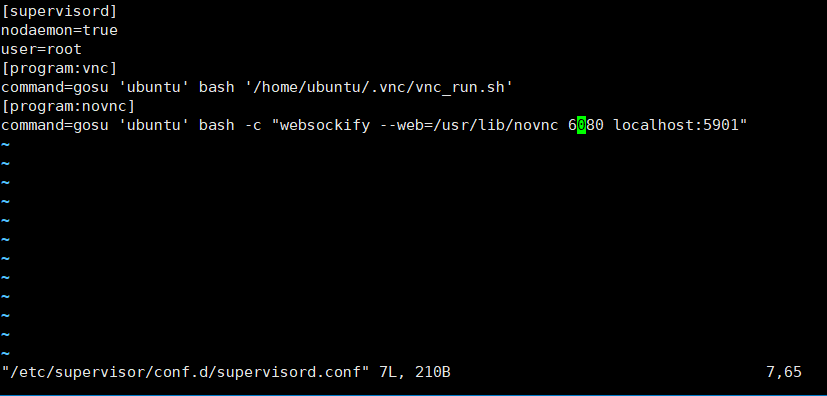 [supervisord]
nodaemon=true
user=root
[program:vnc]
command=gosu 'ubuntu' bash '/home/ubuntu/.vnc/vnc_run.sh'
[program:novnc]
command=gosu 'ubuntu' bash -c "websockify --web=/usr/lib/novnc 6080 localhost:5901"
~
~
~
~
~
~
~
~
~
~
~
~
"/etc/supervisor/conf.d/supervisord.conf" 7L, 210B 7,65